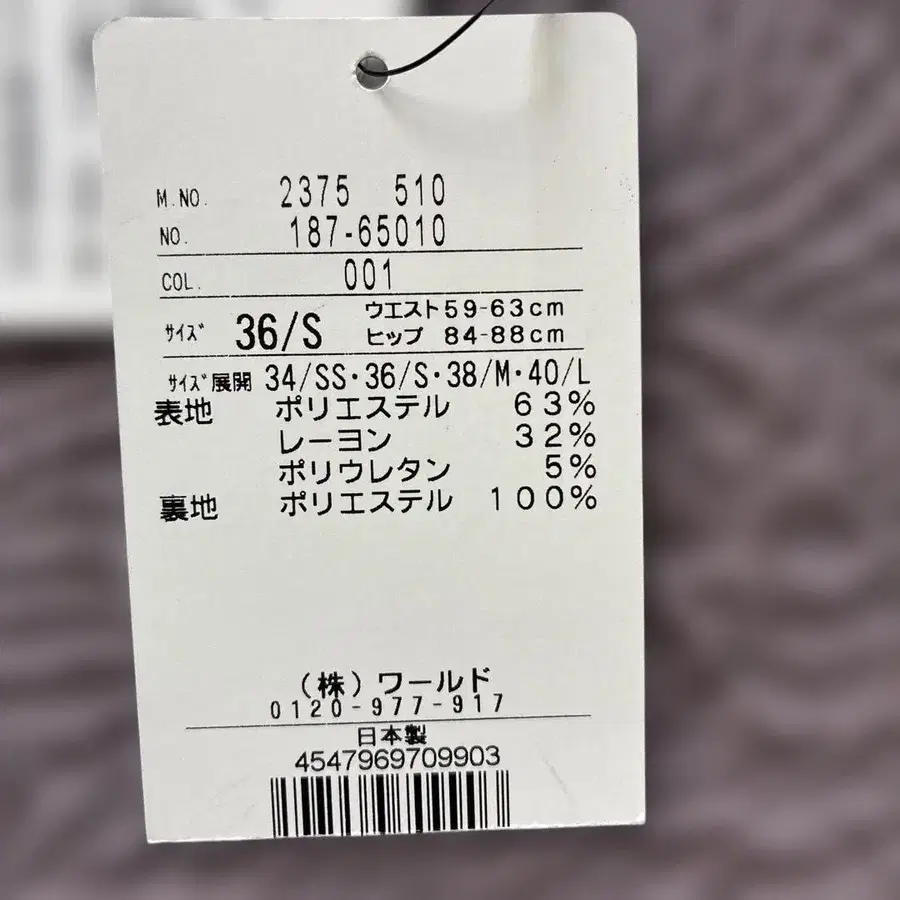 M.NO. 2375 510
NO. 187-65010
COL. 001
ｻｲｽﾞ 36/S ウエスト59-63cm
ヒップ 84-88cm
ｻｲｽﾞ展開 34/SS・36/S・38/M・40/L
表地 ポリエステル 63%
レーヨン 32%
ポリウレタン 5%
裏地 ポリエステル 100%
(株)ワールド
0120-977-917
日本製
4547969709903